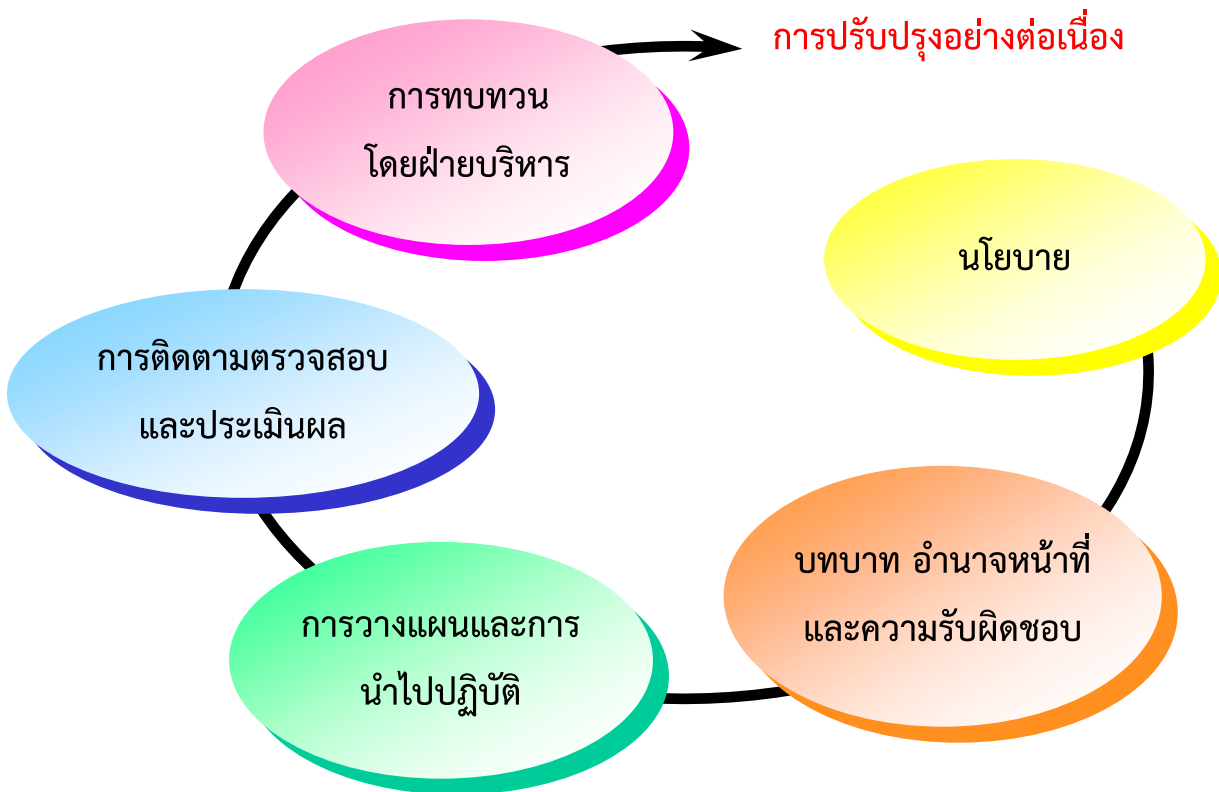 การปรับปรุงอย่างต่อเนื่อง
การทบทวน
โดยฝ่ายบริหาร
นโยบาย
การติดตามตรวจสอบ
และประเมินผล
บทบาท อำนาจหน้าที่
และความรับผิดชอบ
การวางแผนและการ
นำไปปฏิบัติ